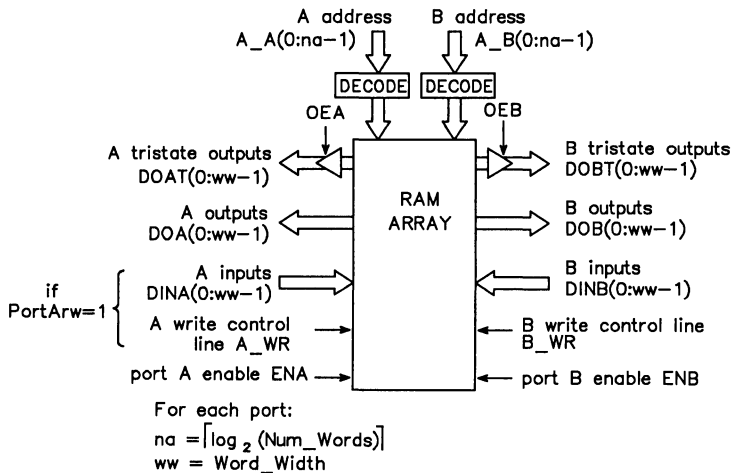 A address
A_A(0:na−1)
B address
A_B(0:na−1)
DECODE
DECODE
OEA
OEB
A tristate outputs
DOAT(0:ww−1)
B tristate outputs
DOBT(0:ww−1)
RAM
ARRAY
A outputs
DOA(0:ww−1)
B outputs
DOB(0:ww−1)
if
PortArw=1
A inputs
DINA(0:ww−1)
B inputs
DINB(0:ww−1)
A write control
line A_WR
B write control line
B_WR
port A enable ENA
port B enable ENB
For each port:
na =⌈log₂ (Num_Words)⌉
ww = Word_Width